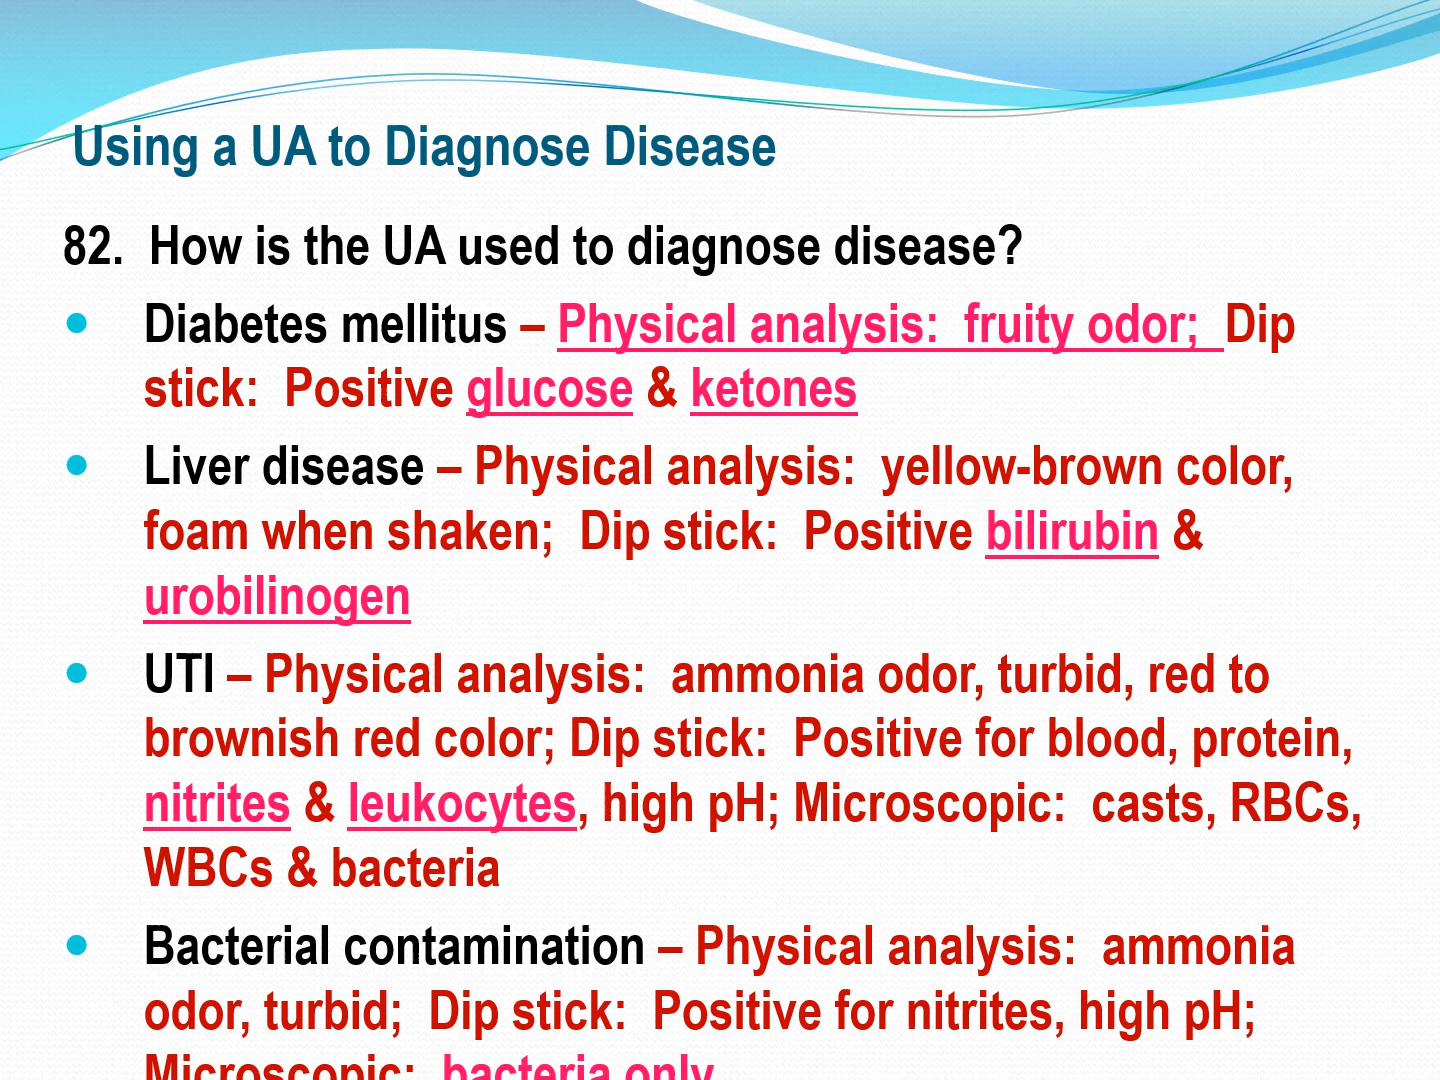 Using a UA to Diagnose Disease
82. How is the UA used to diagnose disease?
• Diabetes mellitus – Physical analysis: fruity odor; Dip
stick: Positive glucose & ketones
• Liver disease – Physical analysis: yellow-brown color,
foam when shaken; Dip stick: Positive bilirubin &
urobilinogen
• UTI – Physical analysis: ammonia odor, turbid, red to
brownish red color; Dip stick: Positive for blood, protein,
nitrites & leukocytes, high pH; Microscopic: casts, RBCs,
WBCs & bacteria
• Bacterial contamination – Physical analysis: ammonia
odor, turbid; Dip stick: Positive for nitrites, high pH;
Microscopic: bacteria only